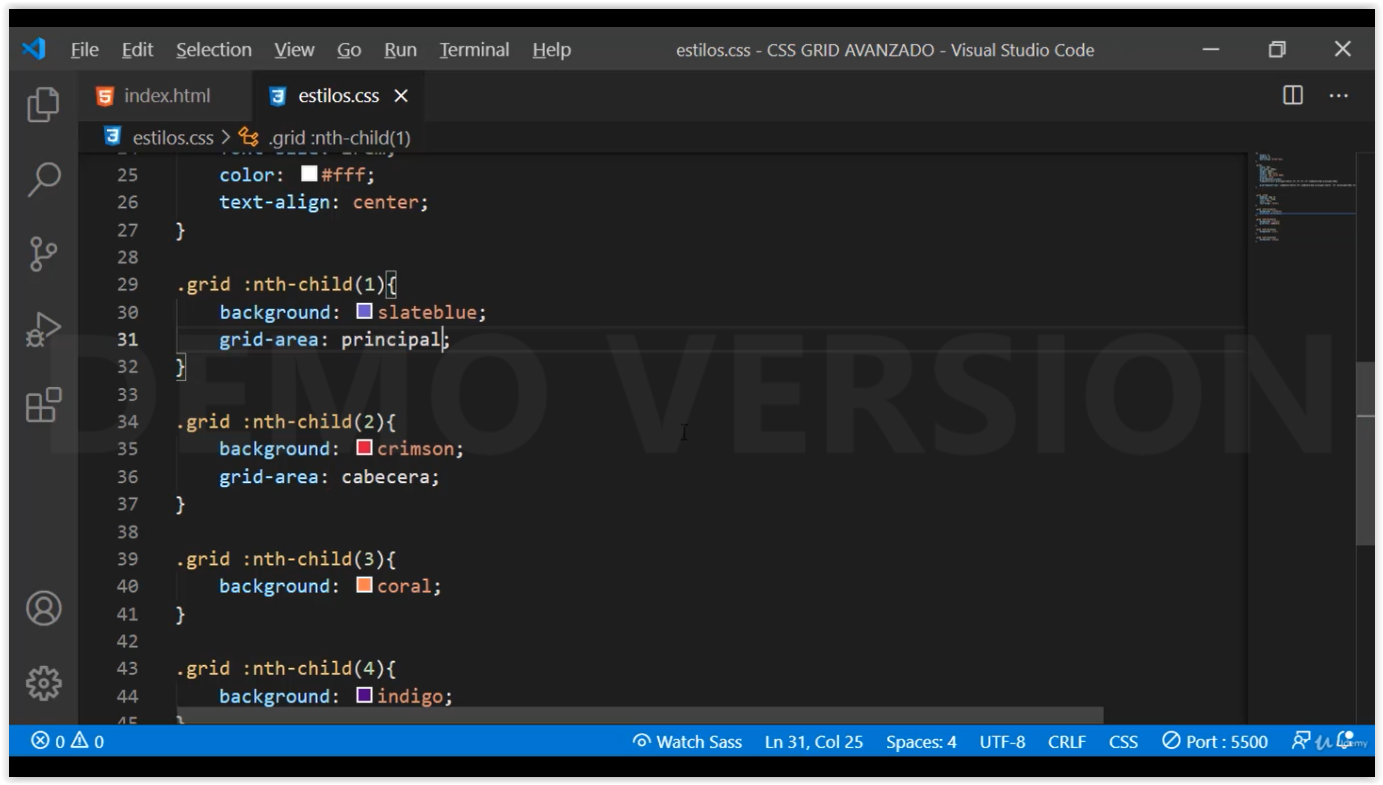 File Edit Selection View Go Run Terminal Help estilos.css - CSS GRID AVANZADO - Visual Studio Code
index.html estilos.css
estilos.css > .grid :nth-child(1)
25 color: #fff;
26 text-align: center;
27 }
28
29 .grid :nth-child(1){
30 background: slateblue;
31 grid-area: principal;
32 }
33
34 .grid :nth-child(2){
35 background: crimson;
36 grid-area: cabecera;
37 }
38
39 .grid :nth-child(3){
40 background: coral;
41 }
42
43 .grid :nth-child(4){
44 background: indigo;
45 }
DEMO VERSION
0 0 Watch Sass Ln 31, Col 25 Spaces: 4 UTF-8 CRLF CSS Port : 5500